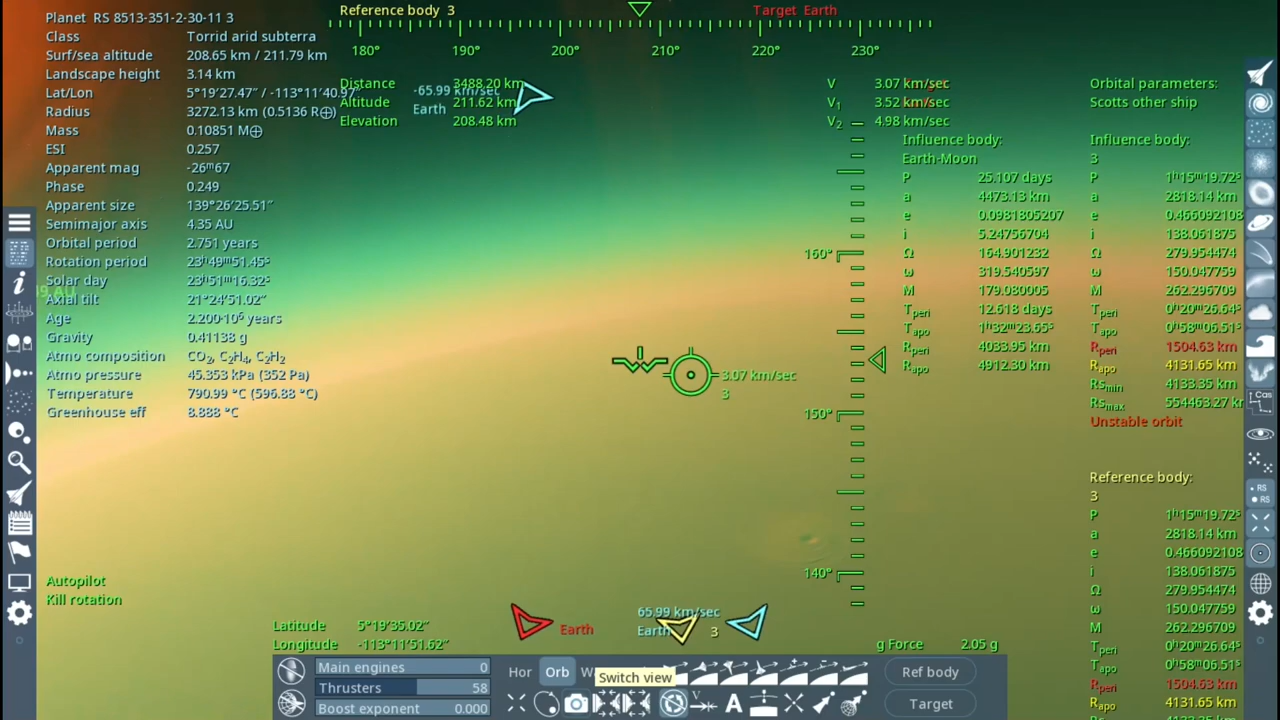 Planet RS 8513-351-2-30-11 3
Class Torrid arid subterra
Surf/sea altitude 208.65 km / 211.79 km
Landscape height 3.14 km
Lat/Lon 5°19'27.47" / -113°11'40.97"
Radius 3272.13 km (0.5136 R⊕)
Mass 0.10851 M⊕
ESI 0.257
Apparent mag -26ᵐ67
Phase 0.249
Apparent size 139°26'25.51"
Semimajor axis 4.35 AU
Orbital period 2.751 years
Rotation period 23ʰ49ᵐ51.45ˢ
Solar day 23ʰ51ᵐ16.32ˢ
Axial tilt 21°24'51.02"
Age 2.200·10⁶ years
Gravity 0.41138 g
Atmo composition CO₂, C₂H₄, C₂H₂
Atmo pressure 45.353 kPa (352 Pa)
Temperature 790.99 °C (596.88 °C)
Greenhouse eff 8.888 °C
Reference body 3
Target Earth
180° 190° 200° 210° 220° 230°
Distance 3488.20 km
Altitude 211.62 km
Elevation 208.48 km
-65.99 km/sec
Earth
V 3.07 km/sec
V₁ 3.52 km/sec
V₂ 4.98 km/sec
Influence body:
Earth-Moon
P 25.107 days
a 4473.13 km
e 0.0981805207
i 5.24756704
Ω 164.901232
ω 319.540597
M 179.080005
Tperi 12.618 days
Tapo 1ʰ32ᵐ23.65ˢ
Rperi 4033.95 km
Rapo 4912.30 km
Orbital parameters:
Scotts other ship
Influence body:
3
P 1ʰ15ᵐ19.72ˢ
a 2818.14 km
e 0.466092108
i 138.061875
Ω 279.954474
ω 150.047759
M 262.296709
Tperi 0ʰ20ᵐ26.64ˢ
Tapo 0ʰ58ᵐ06.51ˢ
Rperi 1504.63 km
Rapo 4131.65 km
Rsmin 4133.35 km
Rsmax 554463.27 kr
Unstable orbit
Reference body:
3
P 1ʰ15ᵐ19.72ˢ
a 2818.14 km
e 0.466092108
i 138.061875
Ω 279.954474
ω 150.047759
M 262.296709
Tperi 0ʰ20ᵐ26.64ˢ
Tapo 0ʰ58ᵐ06.51ˢ
Rperi 1504.63 km
Rapo 4131.65 km
160°
150°
140°
3.07 km/sec
3
Autopilot
Kill rotation
Earth
65.99 km/sec
Earth
3
Latitude 5°19'35.02"
Longitude -113°11'51.62"
g Force 2.05 g
Main engines 0
Thrusters 58
Boost exponent 0.000
Hor Orb
Switch view
A
Ref body
Target
Cas
RS
RS